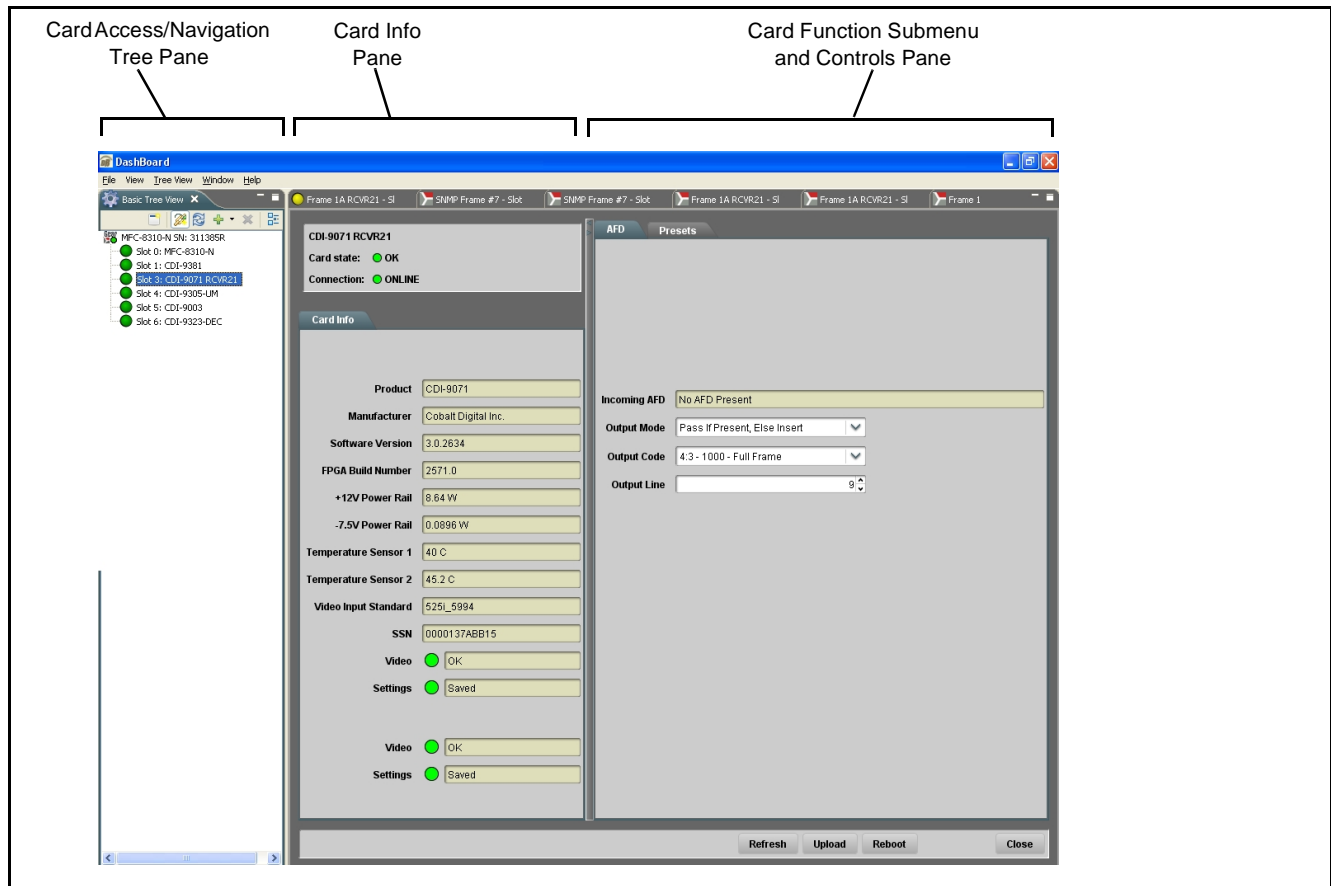 Card Access/Navigation
Tree Pane
Card Info
Pane
Card Function Submenu
and Controls Pane
DashBoard
File View Tree View Window Help
Basic Tree View
MFC-8310-N SN: 311385R
Slot 0: MFC-8310-N
Slot 1: CDI-9381
Slot 3: CDI-9071 RCVR21
Slot 4: CDI-9305-UM
Slot 5: CDI-9003
Slot 6: CDI-9323-DEC
Frame 1A RCVR21 - Sl
SNMP Frame #7 - Slot
SNMP Frame #7 - Slot
Frame 1A RCVR21 - Sl
Frame 1A RCVR21 - Sl
Frame 1
CDI-9071 RCVR21
Card state: OK
Connection: ONLINE
Card Info
Product CDI-9071
Manufacturer Cobalt Digital Inc.
Software Version 3.0.2634
FPGA Build Number 2571.0
+12V Power Rail 8.64 W
-7.5V Power Rail 0.0896 W
Temperature Sensor 1 40 C
Temperature Sensor 2 45.2 C
Video Input Standard 525i_5994
SSN 0000137ABB15
Video OK
Settings Saved
Video OK
Settings Saved
AFD Presets
Incoming AFD No AFD Present
Output Mode Pass If Present, Else Insert
Output Code 4:3 - 1000 - Full Frame
Output Line 9
Refresh Upload Reboot Close